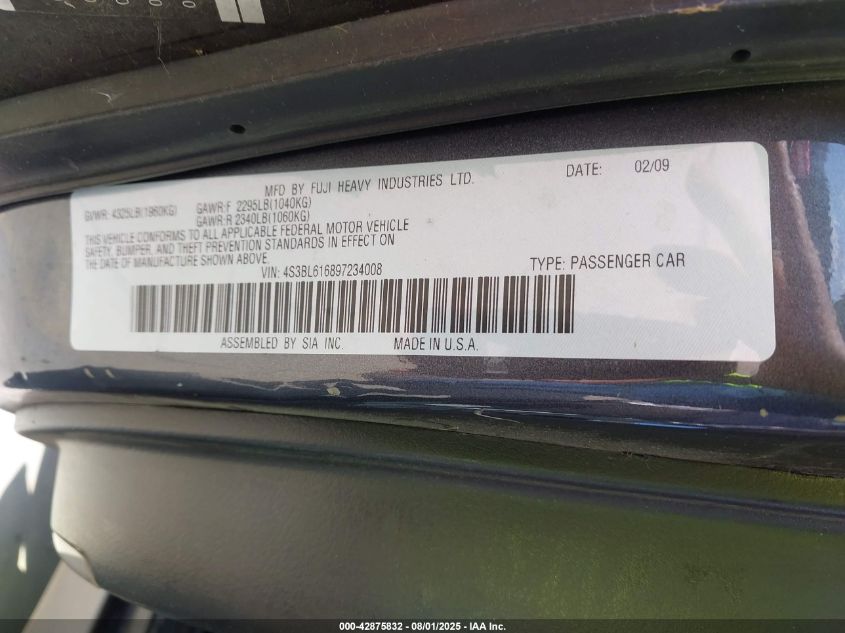 MFD BY FUJI HEAVY INDUSTRIES LTD. DATE: 02/09
GVWR: 4325LB(1960KG) GAWR:F 2295LB(1040KG)
GAWR:R 2340LB(1060KG)
THIS VEHICLE CONFORMS TO ALL APPLICABLE FEDERAL MOTOR VEHICLE
SAFETY, BUMPER, AND THEFT PREVENTION STANDARDS IN EFFECT ON
THE DATE OF MANUFACTURE SHOWN ABOVE.
VIN: 4S3BL616897234008 TYPE: PASSENGER CAR
ASSEMBLED BY SIA INC. MADE IN U.S.A.
000-42875832 - 08/01/2025 - IAA Inc.